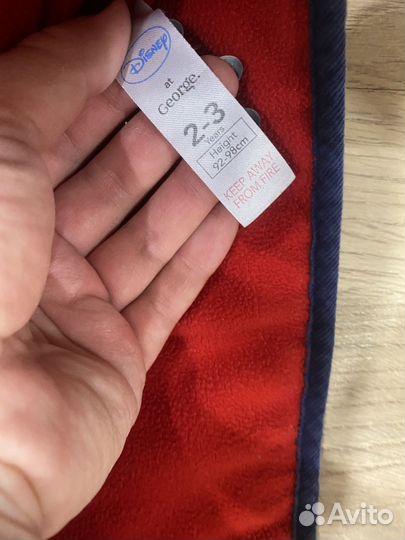 Disney
at
George.
2-3
Years
Height
92-98cm
KEEP AWAY
FROM FIRE
Avito